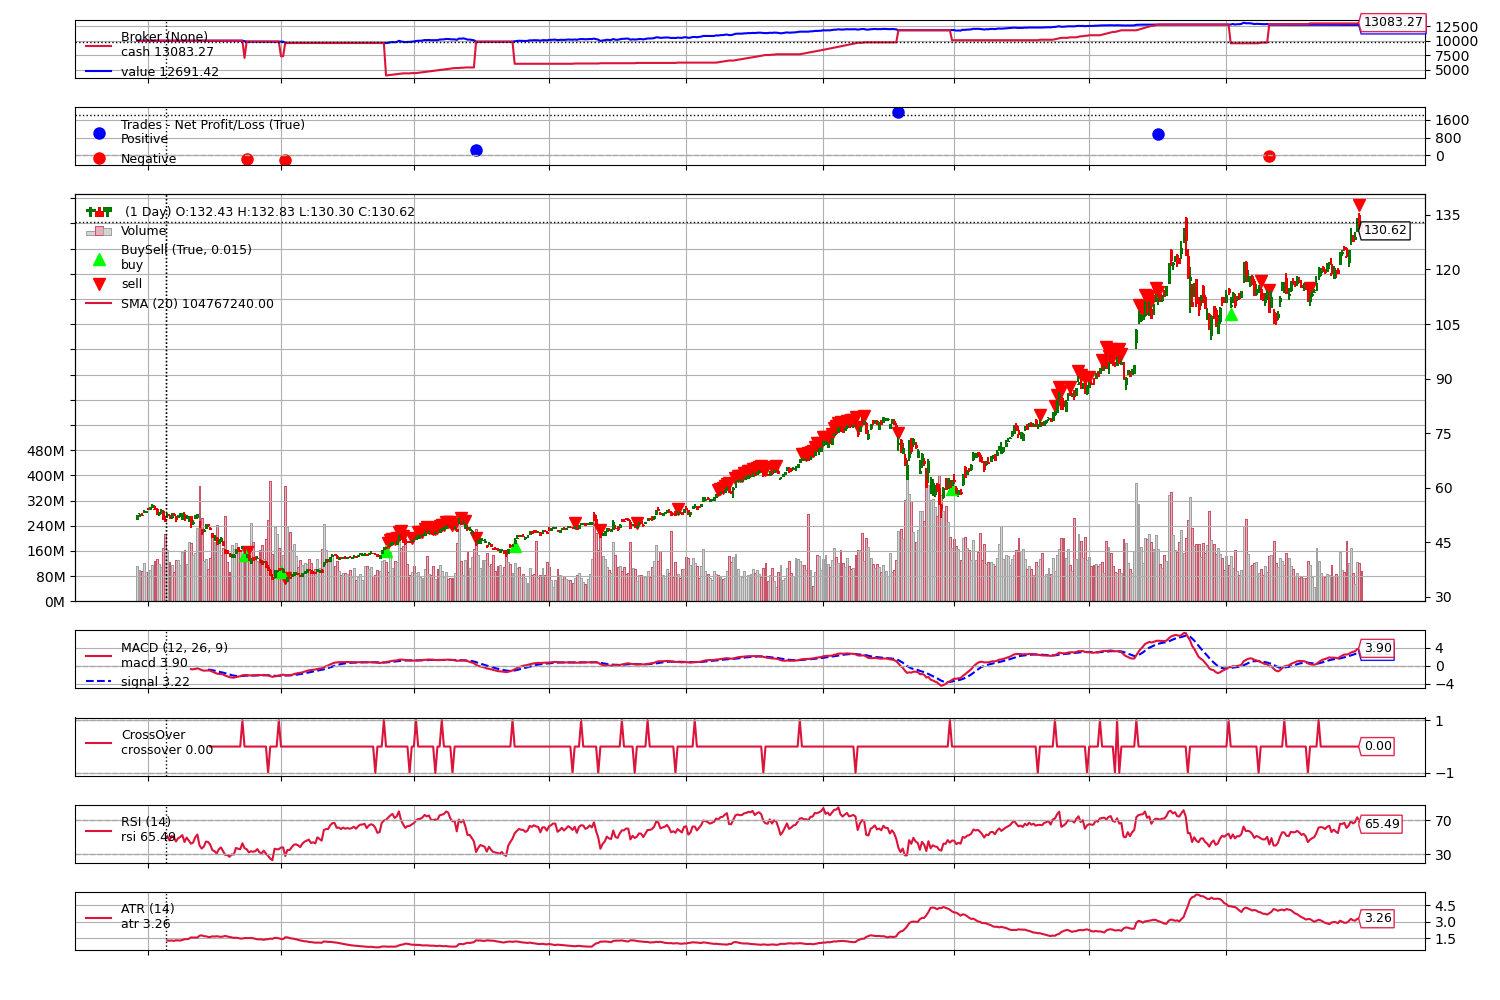 Broker (None)
cash 13083.27
value 12691.42
13083.27
12500
10000
7500
5000
Trades - Net Profit/Loss (True)
Positive
Negative
1600
800
0
(1 Day) O:132.43 H:132.83 L:130.30 C:130.62
Volume
BuySell (True, 0.015)
buy
sell
SMA (20) 104767240.00
135
130.62
120
105
90
75
60
45
30
480M
400M
320M
240M
160M
80M
0M
MACD (12, 26, 9)
macd 3.90
signal 3.22
3.90
4
0
−4
CrossOver
crossover 0.00
1
0.00
−1
RSI (14)
rsi 65.49
70
65.49
30
ATR (14)
atr 3.26
4.5
3.26
3.0
1.5